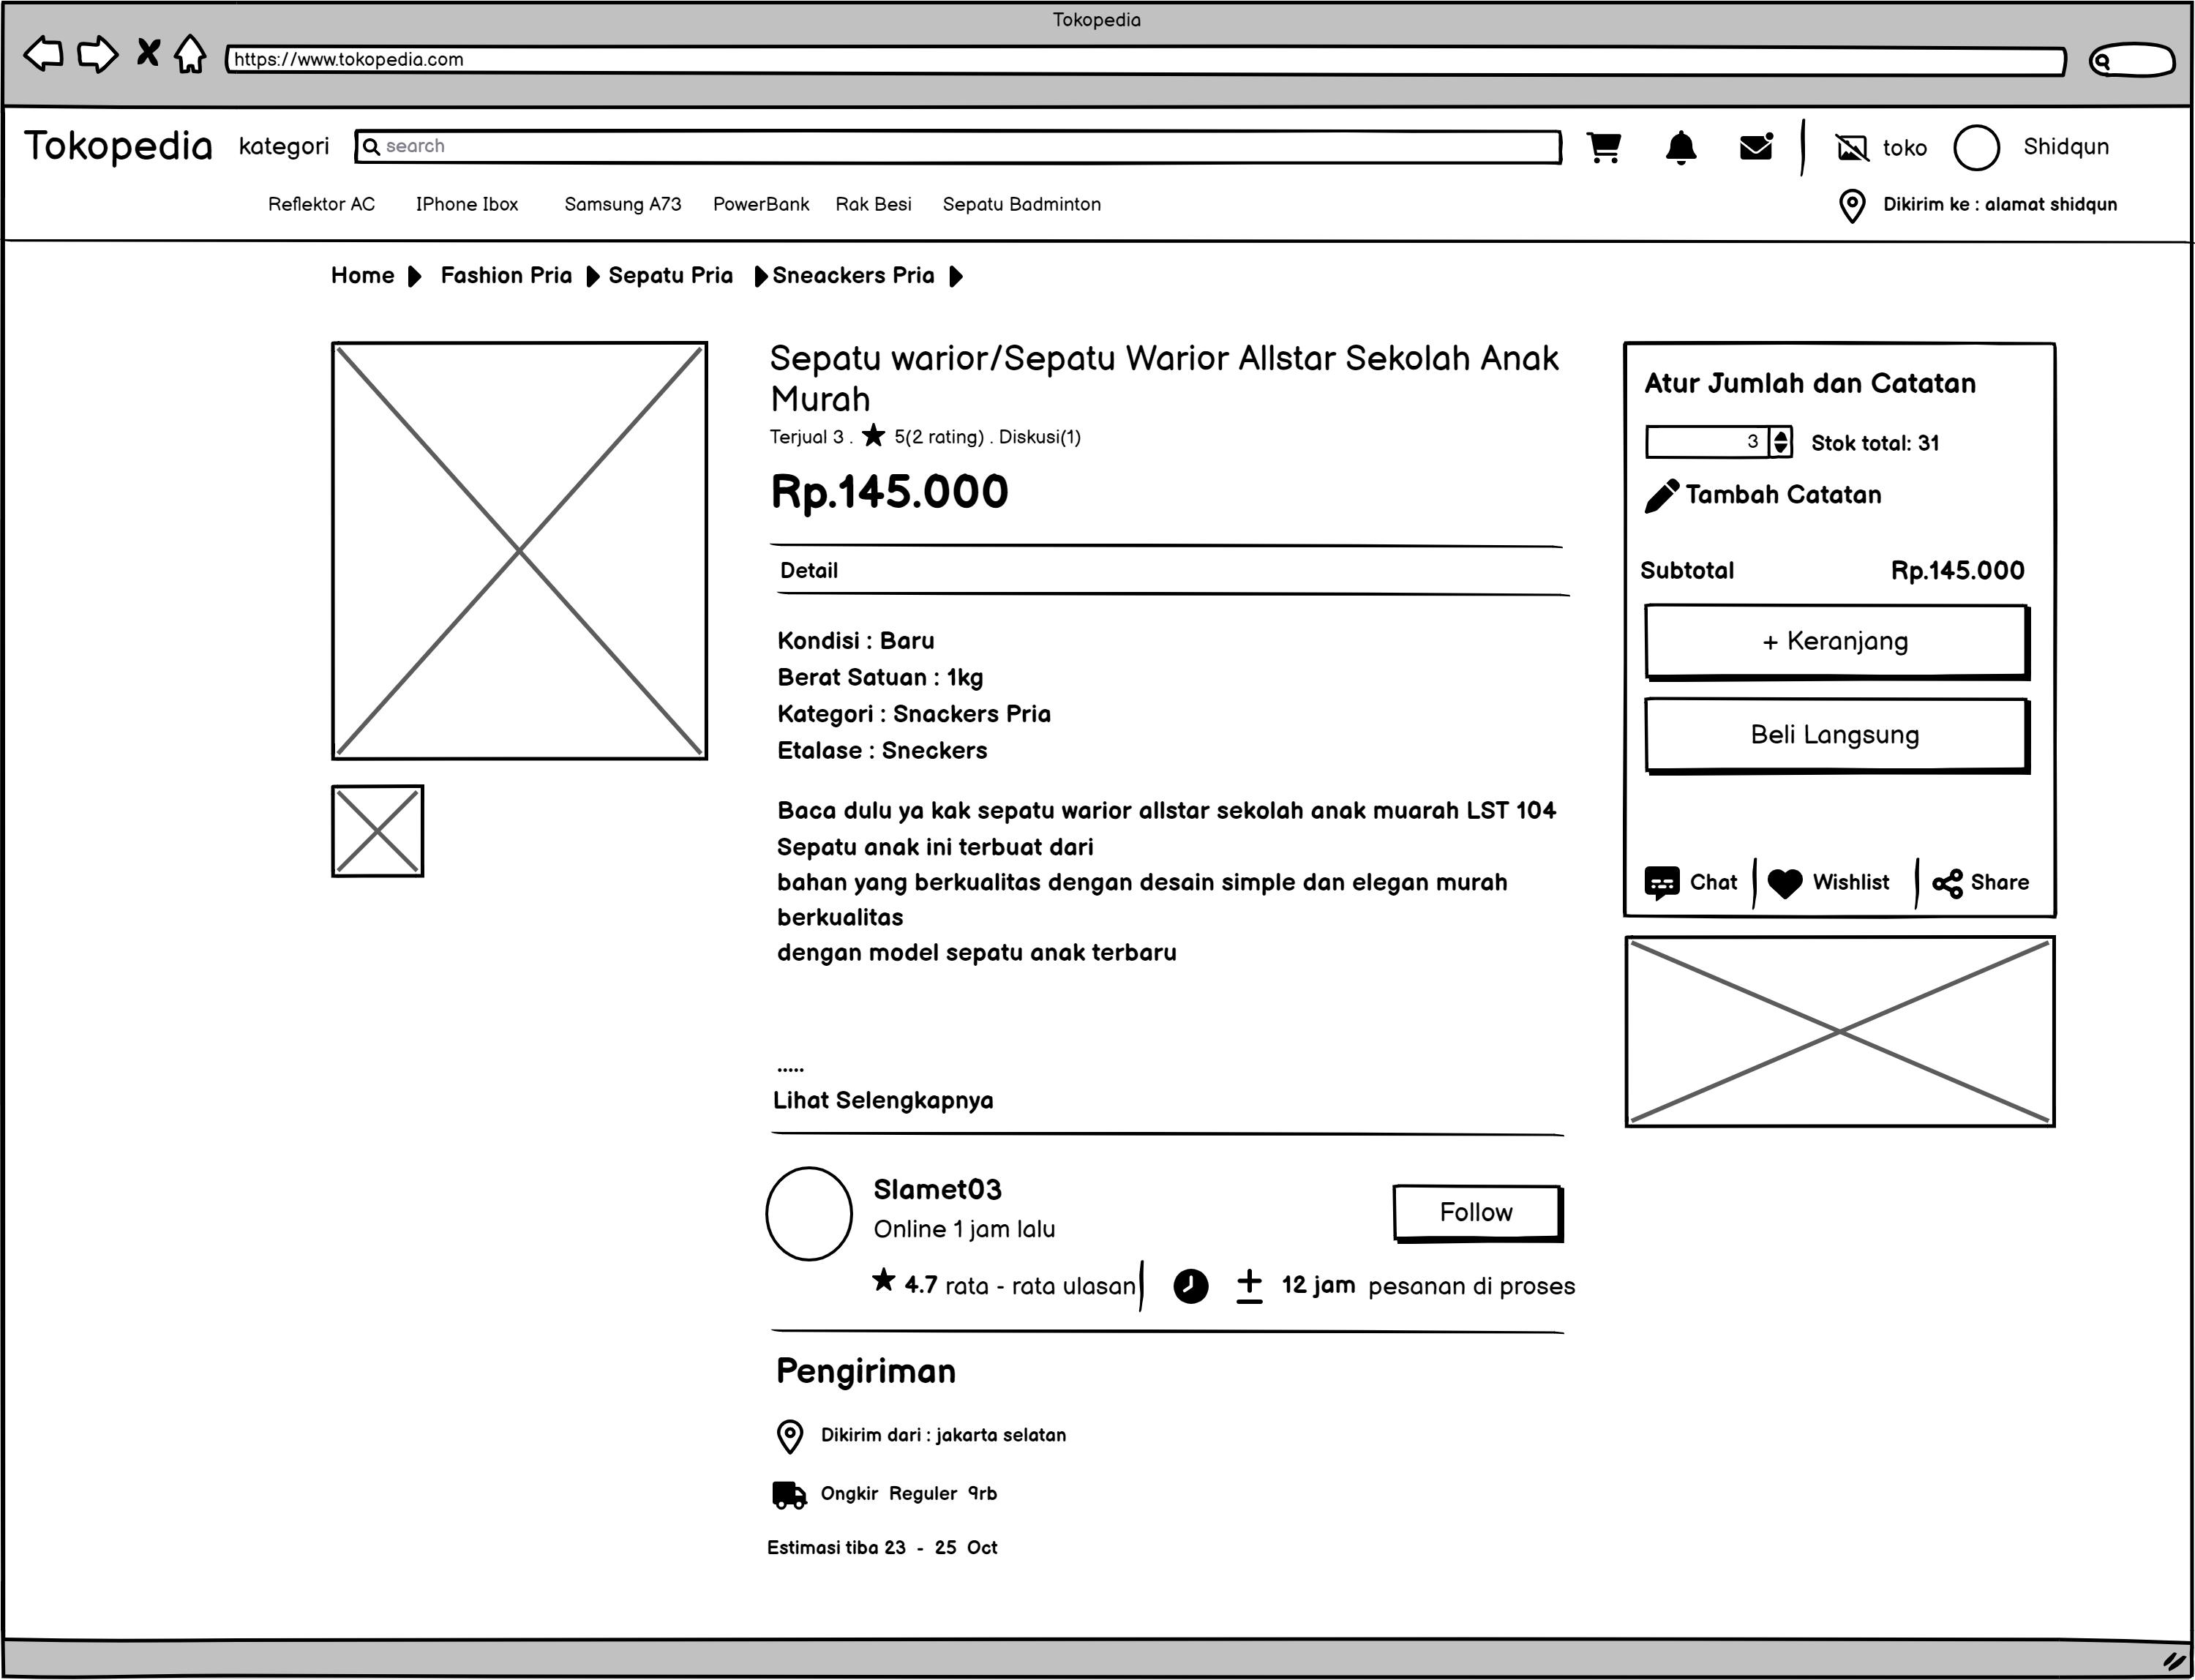 Tokopedia
https://www.tokopedia.com
Tokopedia kategori search toko Shidqun
Reflektor AC IPhone Ibox Samsung A73 PowerBank Rak Besi Sepatu Badminton Dikirim ke : alamat shidqun
Home Fashion Pria Sepatu Pria Sneackers Pria
Sepatu warior/Sepatu Warior Allstar Sekolah Anak
Murah
Terjual 3 . 5(2 rating) . Diskusi(1)
Rp.145.000
Detail
Kondisi : Baru
Berat Satuan : 1kg
Kategori : Snackers Pria
Etalase : Sneckers
Baca dulu ya kak sepatu warior allstar sekolah anak muarah LST 104
Sepatu anak ini terbuat dari
bahan yang berkualitas dengan desain simple dan elegan murah
berkualitas
dengan model sepatu anak terbaru
.....
Lihat Selengkapnya
Slamet03
Online 1 jam lalu
Follow
4.7 rata - rata ulasan ± 12 jam pesanan di proses
Pengiriman
Dikirim dari : jakarta selatan
Ongkir Reguler 9rb
Estimasi tiba 23 - 25 Oct
Atur Jumlah dan Catatan
3 Stok total: 31
Tambah Catatan
Subtotal Rp.145.000
+ Keranjang
Beli Langsung
Chat Wishlist Share